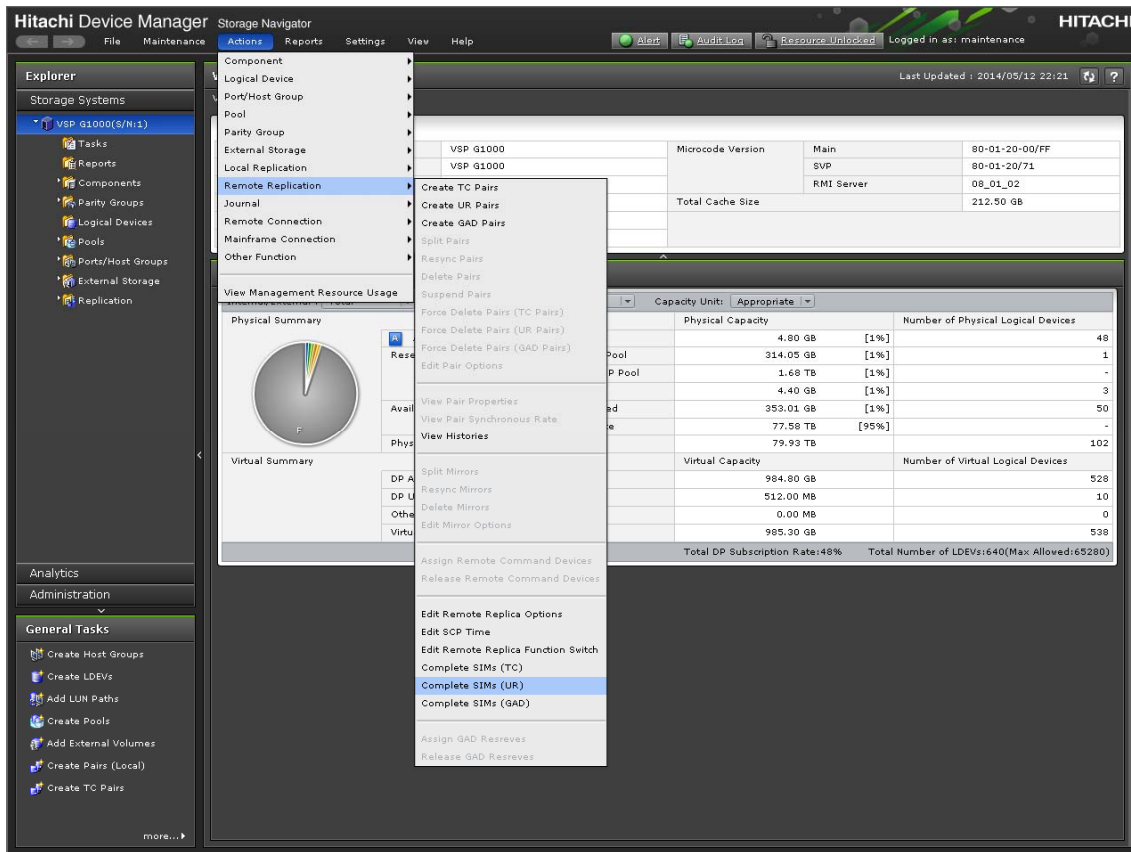 Hitachi Device Manager Storage Navigator
HITACHI
File Maintenance Actions Reports Settings View Help
Alert Audit Log Resource Unlocked Logged in as: maintenance
Explorer
Storage Systems
VSP G1000(S/N:1)
Tasks
Reports
Components
Parity Groups
Logical Devices
Pools
Ports/Host Groups
External Storage
Replication
Analytics
Administration
General Tasks
Create Host Groups
Create LDEVs
Add LUN Paths
Create Pools
Add External Volumes
Create Pairs (Local)
Create TC Pairs
more...
Component
Logical Device
Port/Host Group
Pool
Parity Group
External Storage
Local Replication
Remote Replication
Journal
Remote Connection
Mainframe Connection
Other Function
View Management Resource Usage
Create TC Pairs
Create UR Pairs
Create GAD Pairs
Split Pairs
Resync Pairs
Delete Pairs
Suspend Pairs
Force Delete Pairs (TC Pairs)
Force Delete Pairs (UR Pairs)
Force Delete Pairs (GAD Pairs)
Edit Pair Options
View Pair Properties
View Pair Synchronous Rate
View Histories
Split Mirrors
Resync Mirrors
Delete Mirrors
Edit Mirror Options
Assign Remote Command Devices
Release Remote Command Devices
Edit Remote Replica Options
Edit SCP Time
Edit Remote Replica Function Switch
Complete SIMs (TC)
Complete SIMs (UR)
Complete SIMs (GAD)
Assign GAD Resreves
Release GAD Resreves
Last Updated : 2014/05/12 22:21 ?
VSP G1000 Microcode Version Main 80-01-20-00/FF
VSP G1000 SVP 80-01-20/71
RMI Server 08_01_02
Total Cache Size 212.50 GB
Capacity Unit: Appropriate
Physical Summary Physical Capacity Number of Physical Logical Devices
A 4.80 GB [1%] 48
Rese Pool 314.05 GB [1%] 1
P Pool 1.68 TB [1%] -
4.40 GB [1%] 3
Avail ed 353.01 GB [1%] 50
e 77.58 TB [95%] -
Phys 79.93 TB 102
F
Virtual Summary Virtual Capacity Number of Virtual Logical Devices
DP A 984.80 GB 528
DP U 512.00 MB 10
Othe 0.00 MB 0
Virtu 985.30 GB 538
Total DP Subscription Rate:48% Total Number of LDEVs:640(Max Allowed:65280)